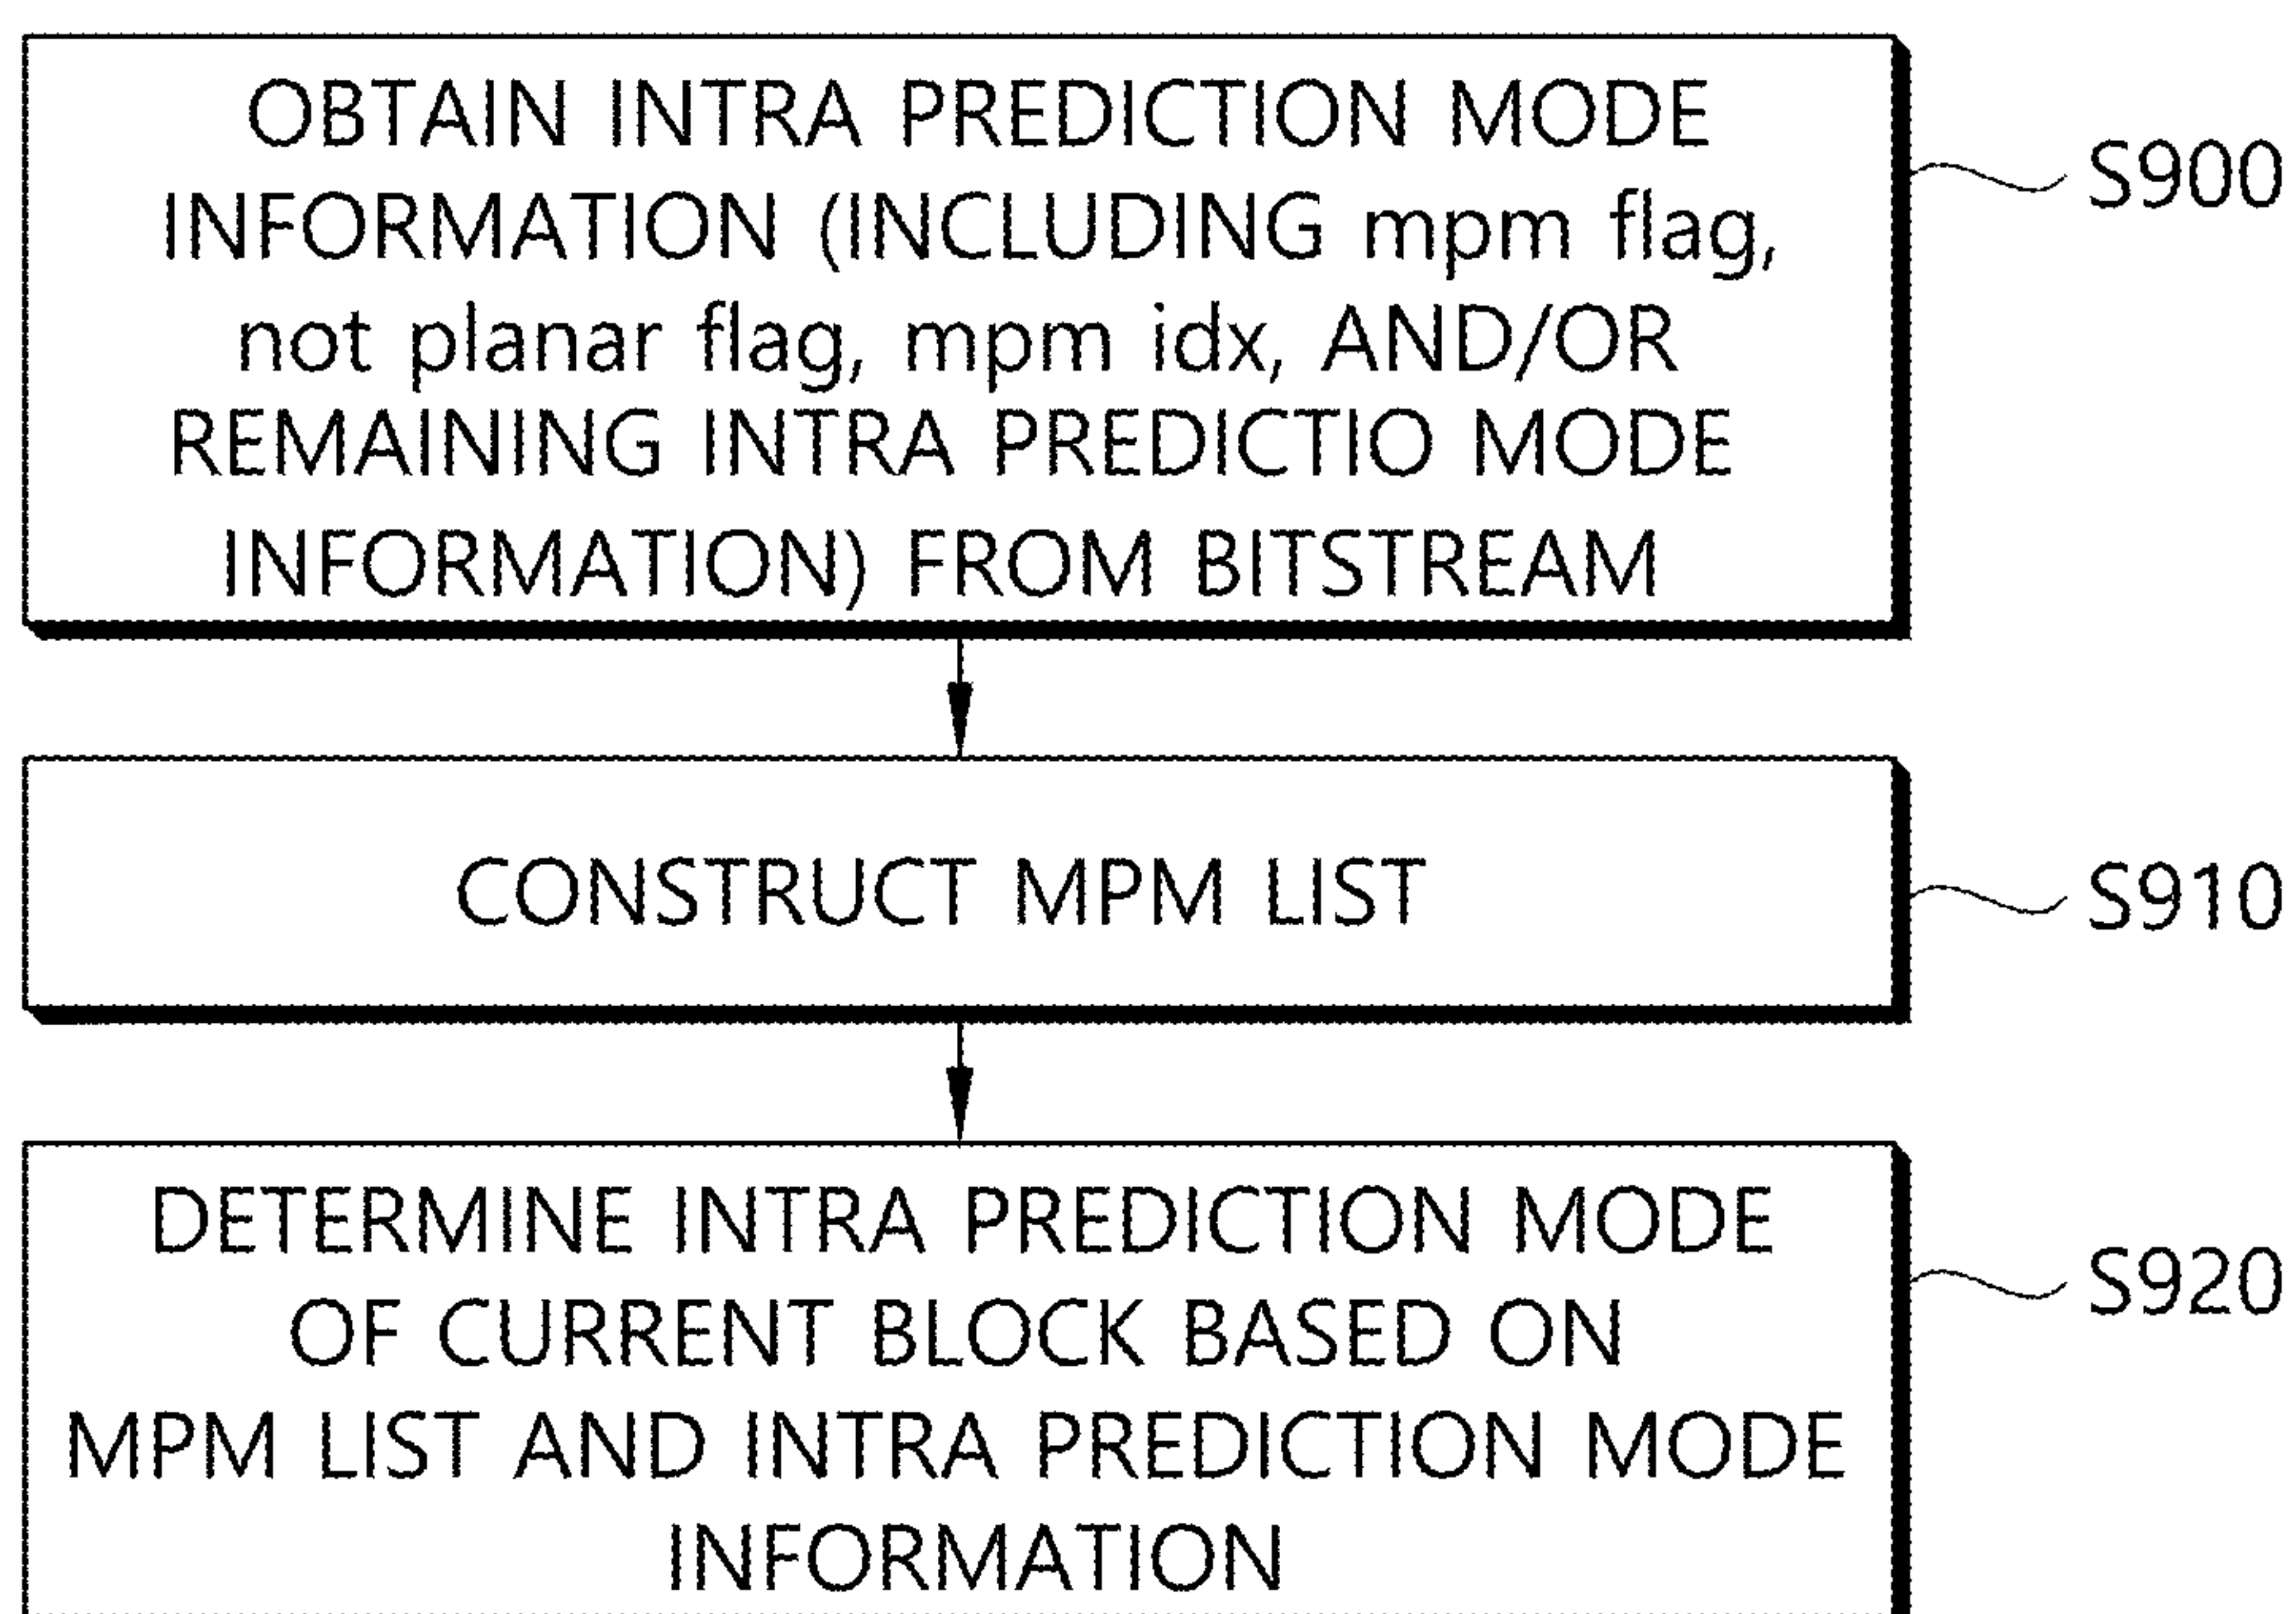 OBTAIN INTRA PREDICTION MODE
INFORMATION (INCLUDING mpm flag,
not planar flag, mpm idx, AND/OR
REMAINING INTRA PREDICTIO MODE
INFORMATION) FROM BITSTREAM
S900
CONSTRUCT MPM LIST
S910
DETERMINE INTRA PREDICTION MODE
OF CURRENT BLOCK BASED ON
MPM LIST AND INTRA PREDICTION MODE
INFORMATION
S920